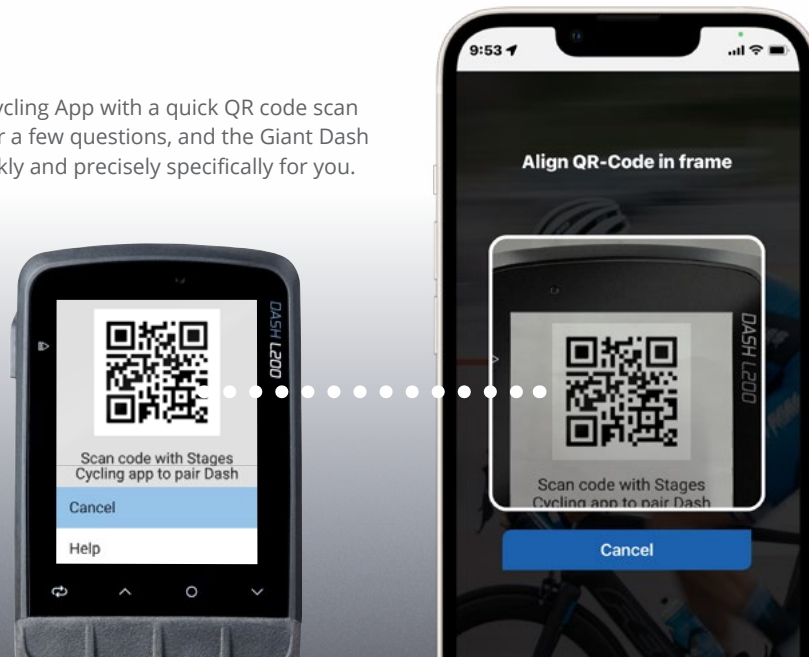 ycling App with a quick QR code scan
r a few questions, and the Giant Dash
kly and precisely specifically for you.
9:53
Align QR-Code in frame
DASH L200
Scan code with Stages
Cycling app to pair Dash
Cancel
Help
DASH L200
Scan code with Stages
Cycling app to pair Dash
Cancel